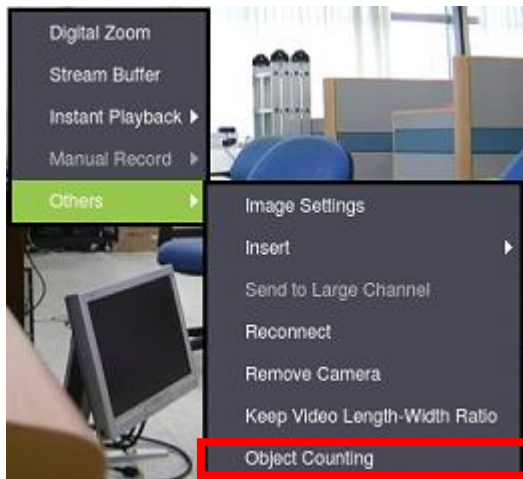 Digital Zoom
Stream Buffer
Instant Playback
Manual Record
Others
Image Settings
Insert
Send to Large Channel
Reconnect
Remove Camera
Keep Video Length-Width Ratio
Object Counting